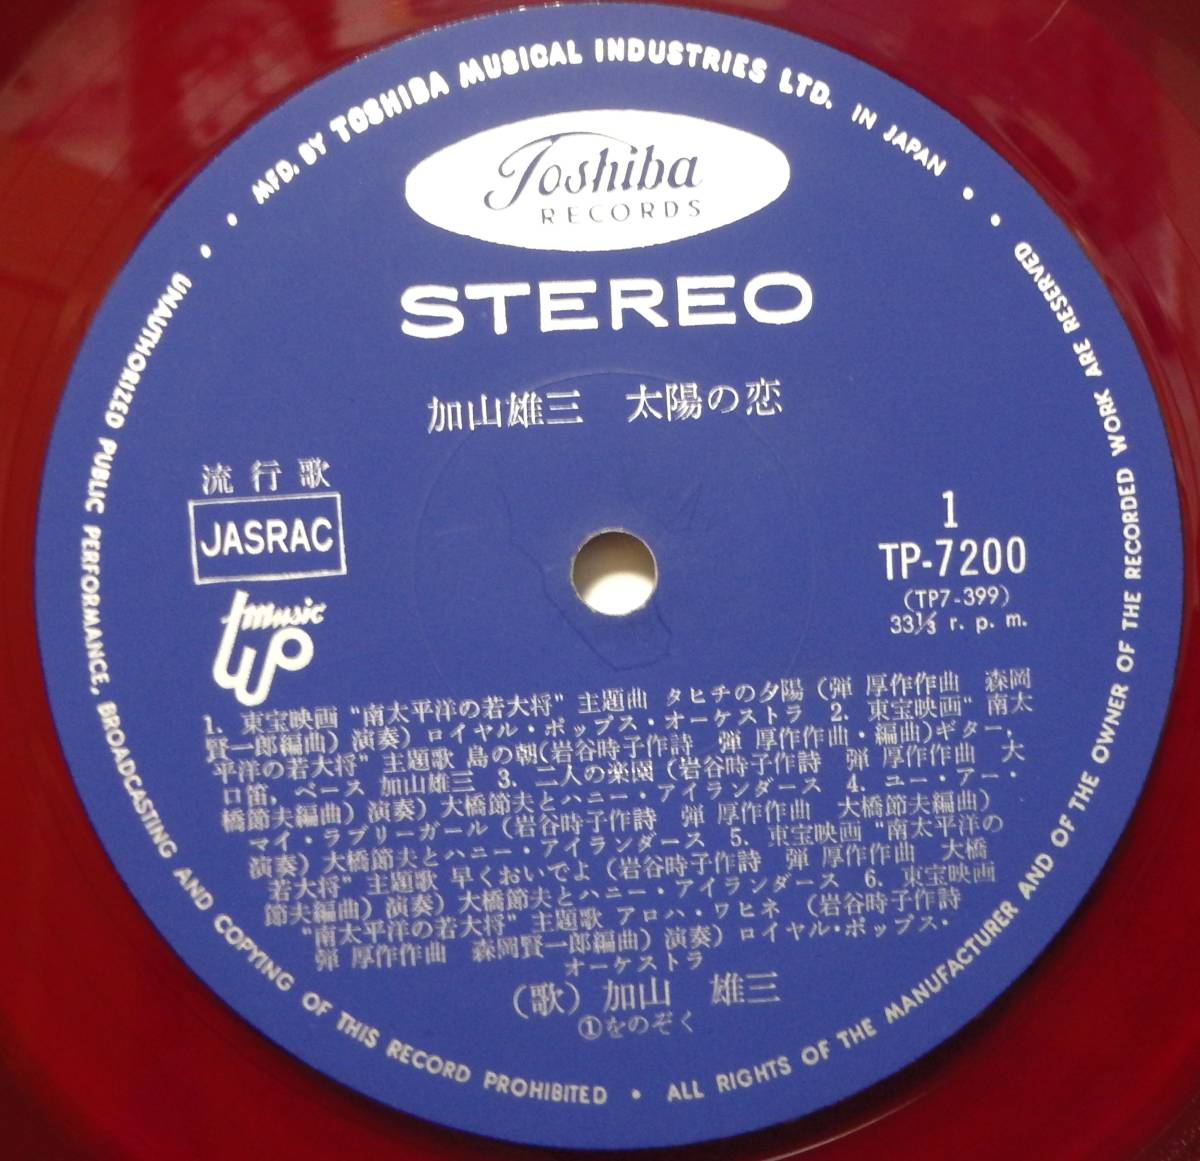 MFD. BY TOSHIBA MUSICAL INDUSTRIES LTD. IN JAPAN
Toshiba
RECORDS
STEREO
加山雄三 太陽の恋
流行歌
JASRAC
music
up
1
TP-7200
(TP7-399)
33⅓ r. p. m.
1. 東宝映画 "南太平洋の若大将" 主題曲 タヒチの夕陽 (弾 厚作作曲 森岡
賢一郎編曲) 演奏) ロイヤル・ポップス・オーケストラ 2. 東宝映画" 南太
平洋の若大将" 主題歌 島の朝(岩谷時子作詩 弾 厚作作曲・編曲)ギター,
口笛, ベース 加山雄三 3. 二人の楽園 (岩谷時子作詩 弾 厚作作曲 大
橋節夫編曲) 演奏) 大橋節夫とハニー・アイランダース 4. ユー・アー・
マイ・ラブリーガール (岩谷時子作詩 弾 厚作作曲 大橋節夫編曲)
演奏) 大橋節夫とハニー・アイランダース 5. 東宝映画 "南太平洋の
若大将" 主題歌 早くおいでよ (岩谷時子作詩 弾 厚作作曲 大橋
節夫編曲) 演奏) 大橋節夫とハニー・アイランダース 6. 東宝映画
"南太平洋の若大将" 主題歌 アロハ・ワヒネ (岩谷時子作詩
弾 厚作作曲 森岡賢一郎編曲) 演奏) ロイヤル・ポップス・
オーケストラ
(歌) 加山 雄三
①をのぞく
UNAUTHORIZED PUBLIC PERFORMANCE, BROADCASTING AND COPYING OF THIS RECORD PROHIBITED • ALL RIGHTS OF THE MANUFACTURER AND OF THE OWNER OF THE RECORDED WORK ARE RESERVED